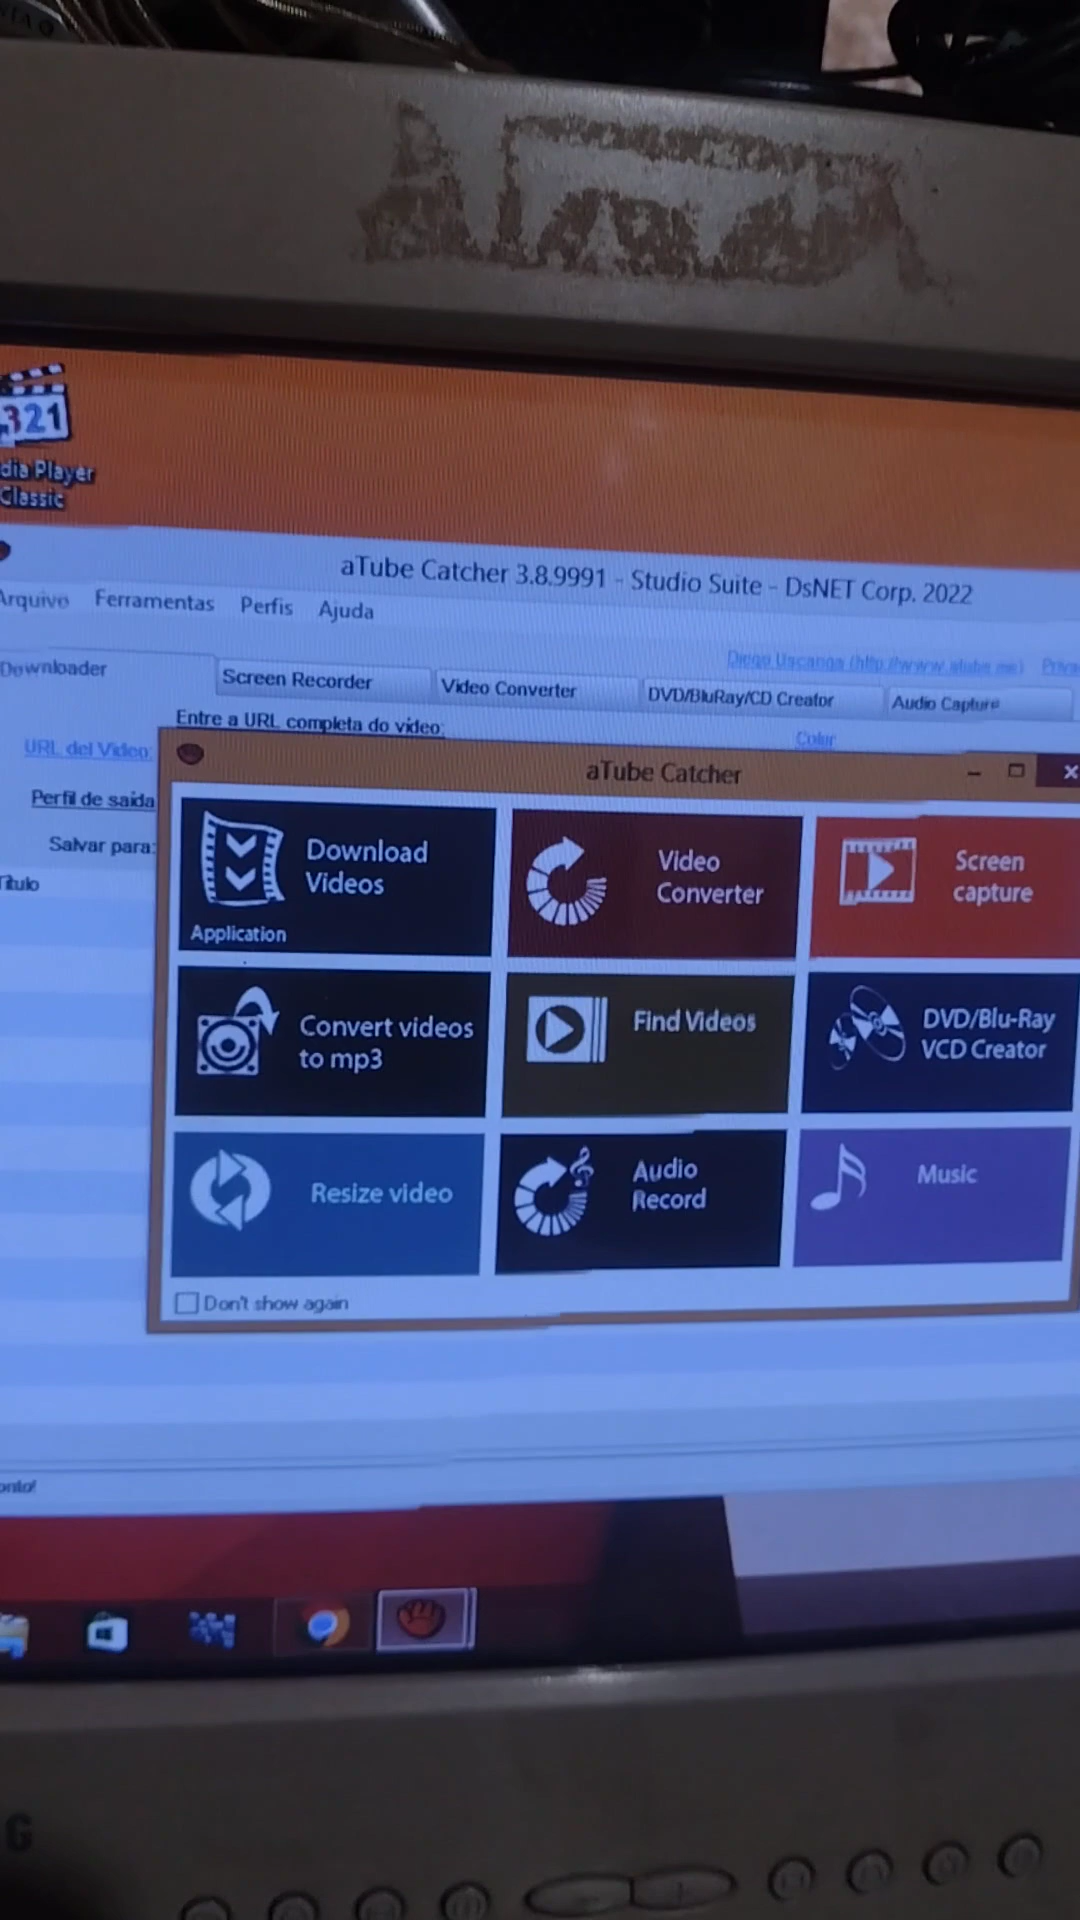 321
dia Player
Classic
aTube Catcher 3.8.9991 - Studio Suite - DsNET Corp. 2022
Arquivo Ferramentas Perfis Ajuda
Downloader Screen Recorder Video Converter DVD/BluRay/CD Creator Audio Capture
Entre a URL completa do vídeo:
URL del Video:
Perfil de saida
Salvar para:
Título
aTube Catcher
Download
Videos
Application
Video
Converter
Screen
capture
Convert videos
to mp3
Find Videos
DVD/Blu-Ray
VCD Creator
Resize video
Audio
Record
Music
Don't show again
G